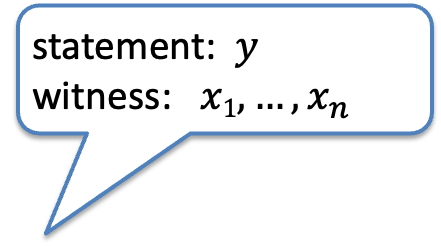 statement: y
witness: x₁, … , xₙ